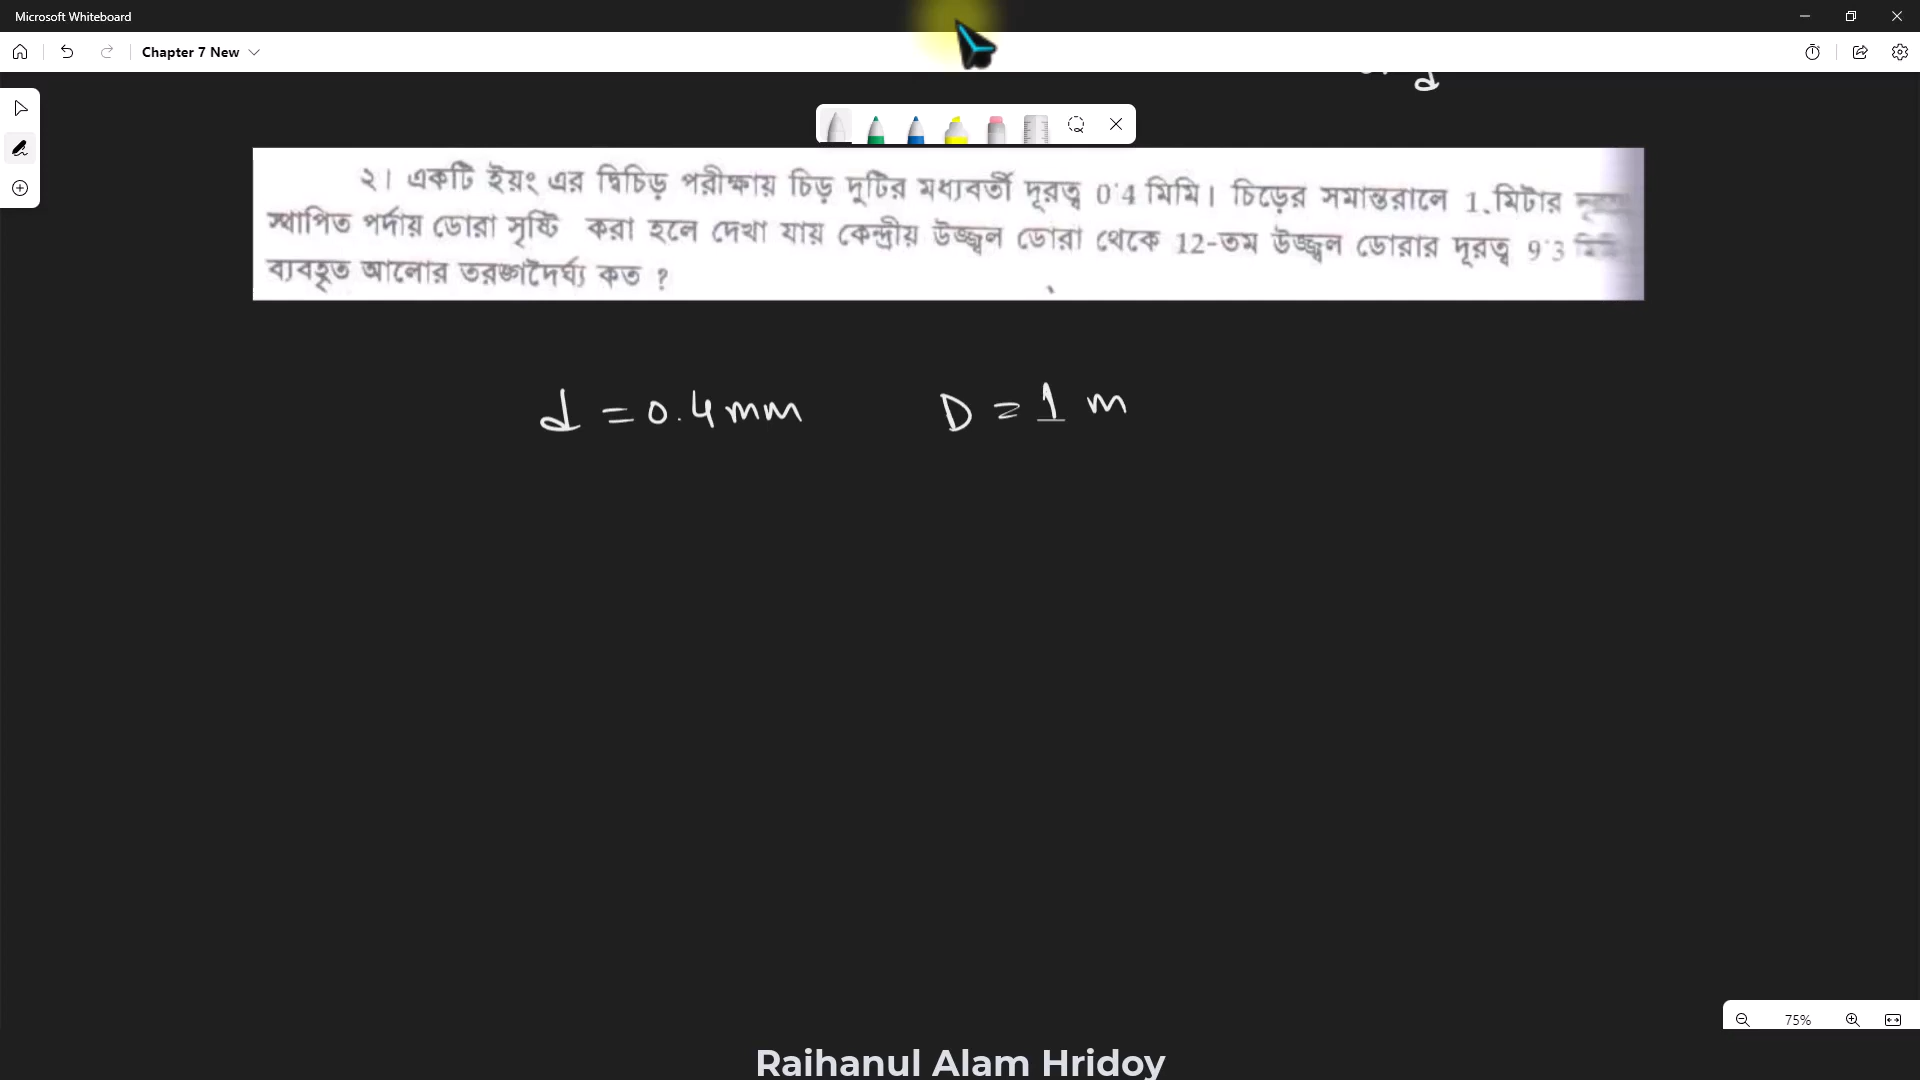 Microsoft Whiteboard
Chapter 7 New
d
২। একটি ইয়ং এর দ্বিচিড় পরীক্ষায় চিড় দুটির মধ্যবর্তী দূরত্ব 0·4 মিমি। চিড়ের সমান্তরালে 1 মিটার
স্থাপিত পর্দায় ডোরা সৃষ্টি করা হলে দেখা যায় কেন্দ্রীয় উজ্জ্বল ডোরা থেকে 12-তম উজ্জ্বল ডোরার দূরত্ব 9·3
ব্যবহৃত আলোর তরঙ্গদৈর্ঘ্য কত ?
d = 0.4 mm D = 1 m
75%
Raihanul Alam Hridoy